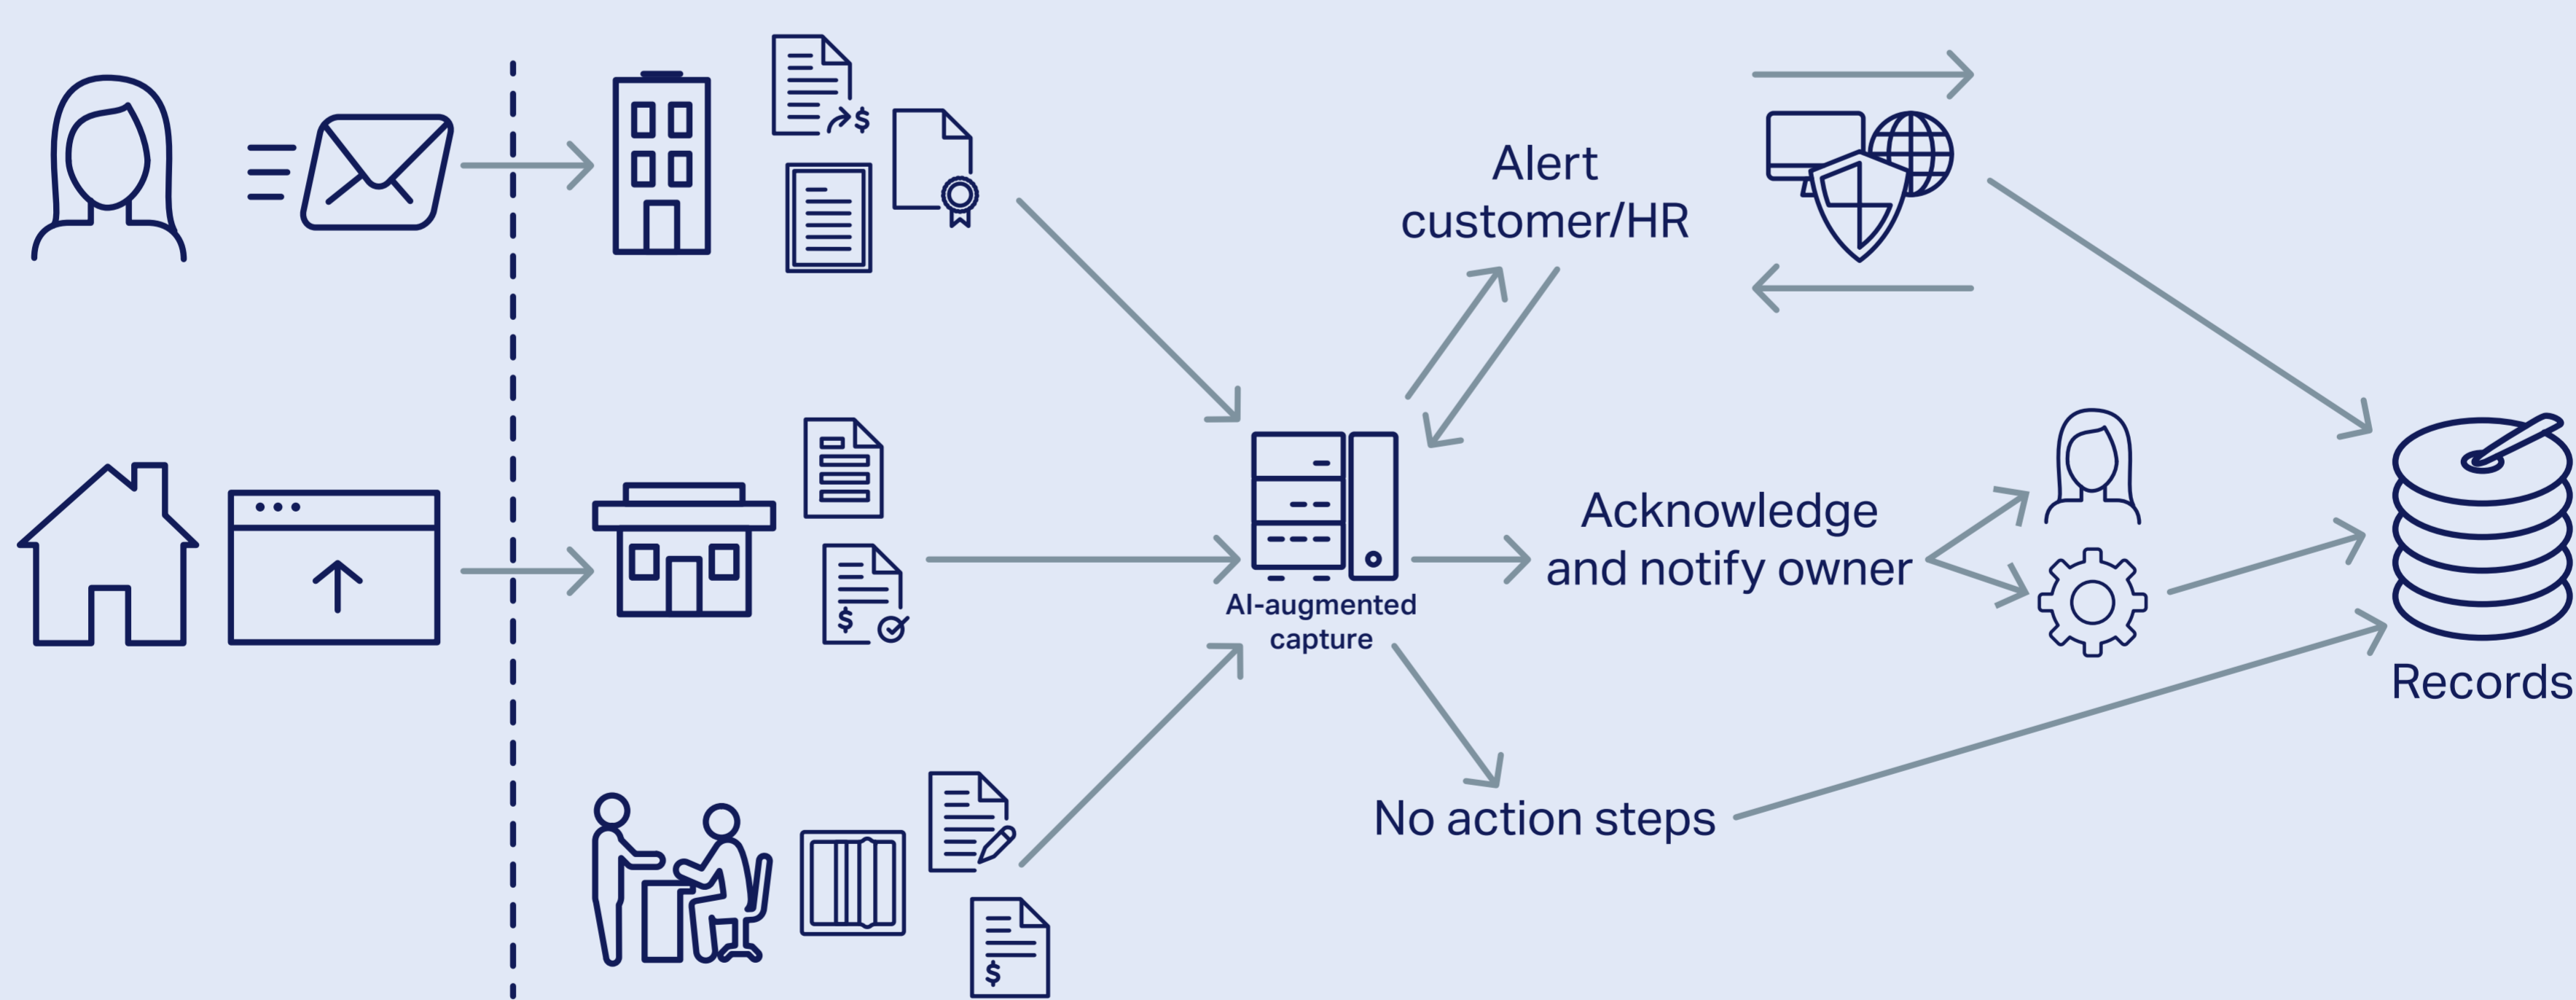 Alert
customer/HR
AI-augmented
capture
Acknowledge
and notify owner
No action steps
Records
$
$
$